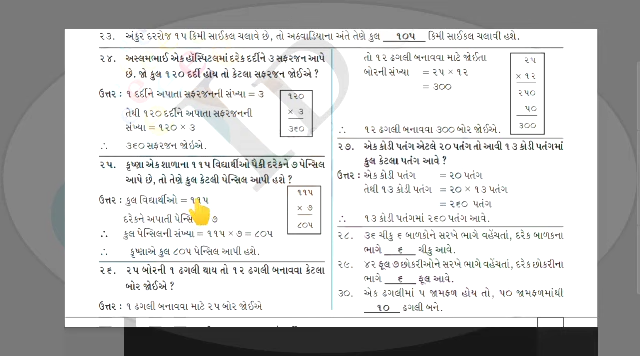 ૨૩. અંકુર દરરોજ ૧૫ કિમી સાઈકલ ચલાવે છે, તો અઠવાડિયાના અંતે તેણે કુલ ૧૦૫ કિમી સાઈકલ ચલાવી હશે.
૨૪. અસ્લમભાઈ એક હૉસ્પિટલમાં દરેક દર્દીને ૩ સફરજન આપે
છે. જો કુલ ૧૨૦ દર્દી હોય તો કેટલા સફરજન જોઈએ ?
ઉત્તર : ૧ દર્દીને અપાતા સફરજનની સંખ્યા = ૩
તેથી ૧૨૦ દર્દીને અપાતા સફરજનની
સંખ્યા = ૧૨૦ × ૩
∴ ૩૬૦ સફરજન જોઈએ.
૧૨૦
× ૩
૩૬૦
૨૫. કૃષ્ણા એક શાળાના ૧૧૫ વિદ્યાર્થીઓ પૈકી દરેકને ૭ પેન્સિલ
આપે છે, તો તેણે કુલ કેટલી પેન્સિલ આપી હશે ?
ઉત્તર : કુલ વિદ્યાર્થીઓ = ૧૧૫
દરેકને અપાતી ૭
∴ કુલ પેન્સિલની સંખ્યા = ૧૧૫ × ૭ = ૮૦૫
∴ કૃષ્ણાએ કુલ ૮૦૫ પેન્સિલ આપી હશે.
૧૧૫
× ૭
૮૦૫
૨૬. ૨૫ બોરની ૧ ઢગલી થાય તો ૧૨ ઢગલી બનાવવા કેટલા
બોર જોઈએ ?
ઉત્તર : ૧ ઢગલી બનાવવા માટે ૨૫ બોર જોઈએ
તો ૧૨ ઢગલી બનાવવા માટે જોઈતા
બોરની સંખ્યા = ૨૫ × ૧૨
= ૩૦૦
∴ ૧૨ ઢગલી બનાવવા ૩૦૦ બોર જોઈએ.
૨૫
× ૧૨
૨૫૦
૫૦
૩૦૦
૨૭. એક કોડી પતંગ એટલે ૨૦ પતંગ તો આવી ૧૩ કોડી પતંગમાં
કુલ કેટલા પતંગ આવે ?
ઉત્તર : એક કોડી પતંગ = ૨૦ પતંગ
તેથી ૧૩ કોડી પતંગ = ૨૦ × ૧૩ પતંગ
= ૨૬૦ પતંગ
∴ ૧૩ કોડી પતંગમાં ૨૬૦ પતંગ આવે.
૨૮. ૩૬ ચીકુ ૬ બાળકોને સરખે ભાગે વહેંચતાં, દરેક બાળકના
ભાગે ૬ ચીકુ આવે.
૨૯. ૪૨ ફૂલ ૭ છોકરીઓને સરખે ભાગે વહેંચતાં, દરેક છોકરીના
ભાગે ૬ ફૂલ આવે.
૩૦. એક ઢગલીમાં ૫ જામફળ હોય તો, ૫૦ જામફળમાંથી
૧૦ ઢગલી બને.